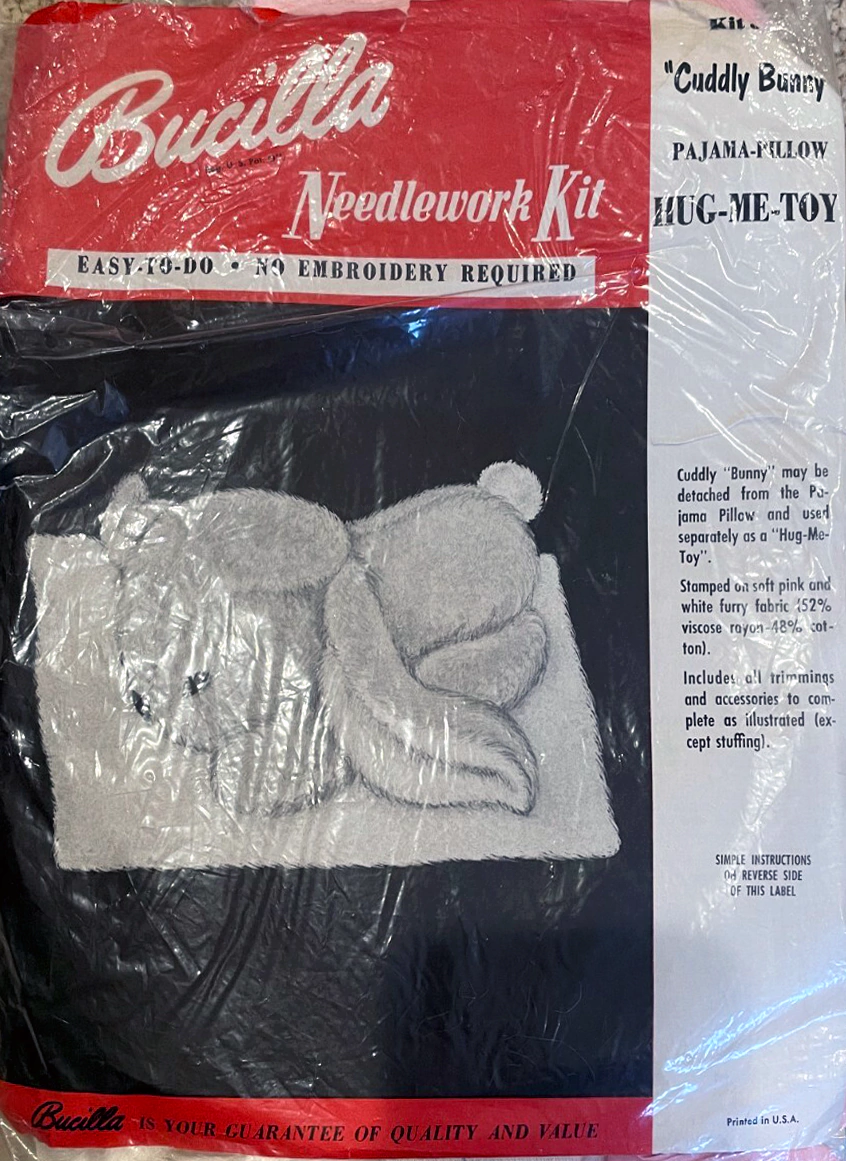 Kit
"Cuddly Bunny
PAJAMA-PILLOW
HUG-ME-TOY
Bucilla
Needlework Kit
EASY-TO-DO • NO EMBROIDERY REQUIRED
Cuddly "Bunny" may be
detached from the Pa-
jama Pillow and used
separately as a "Hug-Me-
Toy".
Stamped on soft pink and
white furry fabric (52%
viscose rayon-48% cot-
ton).
Includes all trimmings
and accessories to com-
plete as illustrated (ex-
cept stuffing).
SIMPLE INSTRUCTIONS
ON REVERSE SIDE
OF THIS LABEL
Bucilla IS YOUR GUARANTEE OF QUALITY AND VALUE
Printed in U.S.A.